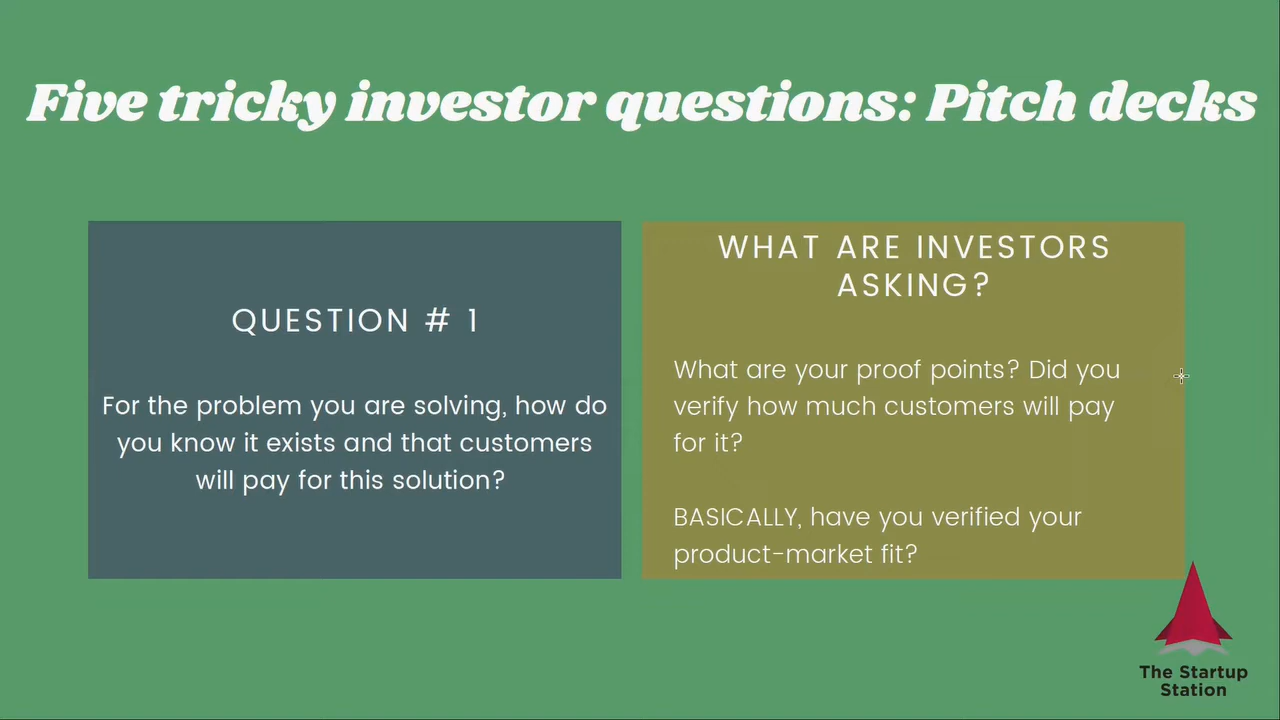 Five tricky investor questions: Pitch decks
QUESTION # 1
For the problem you are solving, how do
you know it exists and that customers
will pay for this solution?
WHAT ARE INVESTORS
ASKING?
What are your proof points? Did you
verify how much customers will pay
for it?
BASICALLY, have you verified your
product-market fit?
The Startup
Station